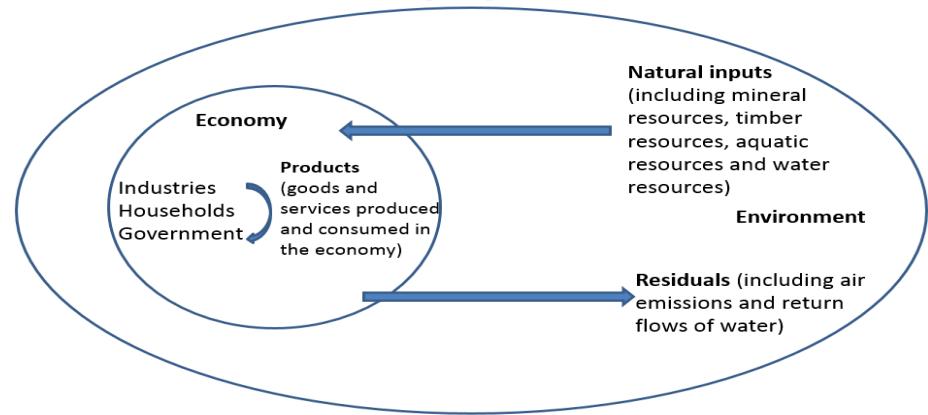 Economy
Industries
Households
Government
Products
(goods and
services produced
and consumed in
the economy)
Natural inputs
(including mineral
resources, timber
resources, aquatic
resources and water
resources)
Environment
Residuals (including air
emissions and return
flows of water)